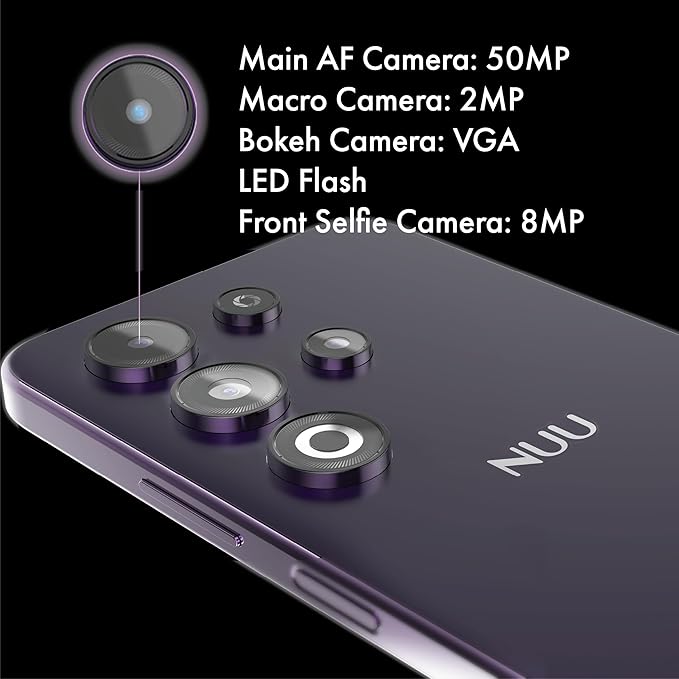 Main AF Camera: 50MP
Macro Camera: 2MP
Bokeh Camera: VGA
LED Flash
Front Selfie Camera: 8MP
NUU